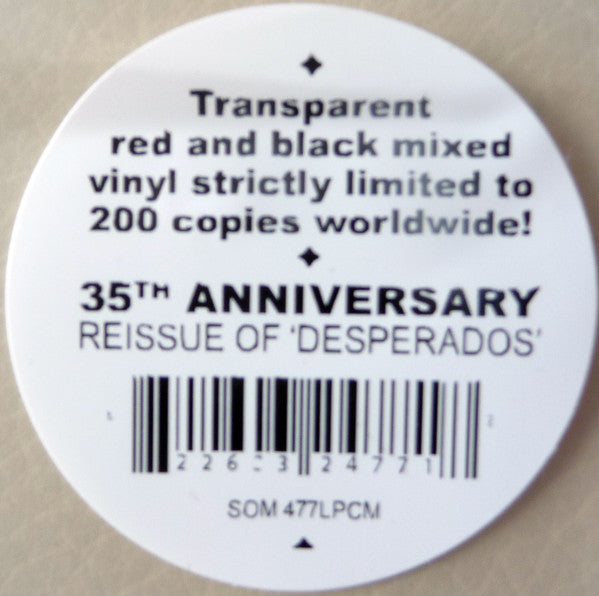 Transparent
red and black mixed
vinyl strictly limited to
200 copies worldwide!
35TH ANNIVERSARY
REISSUE OF 'DESPERADOS'
SOM 477LPCM